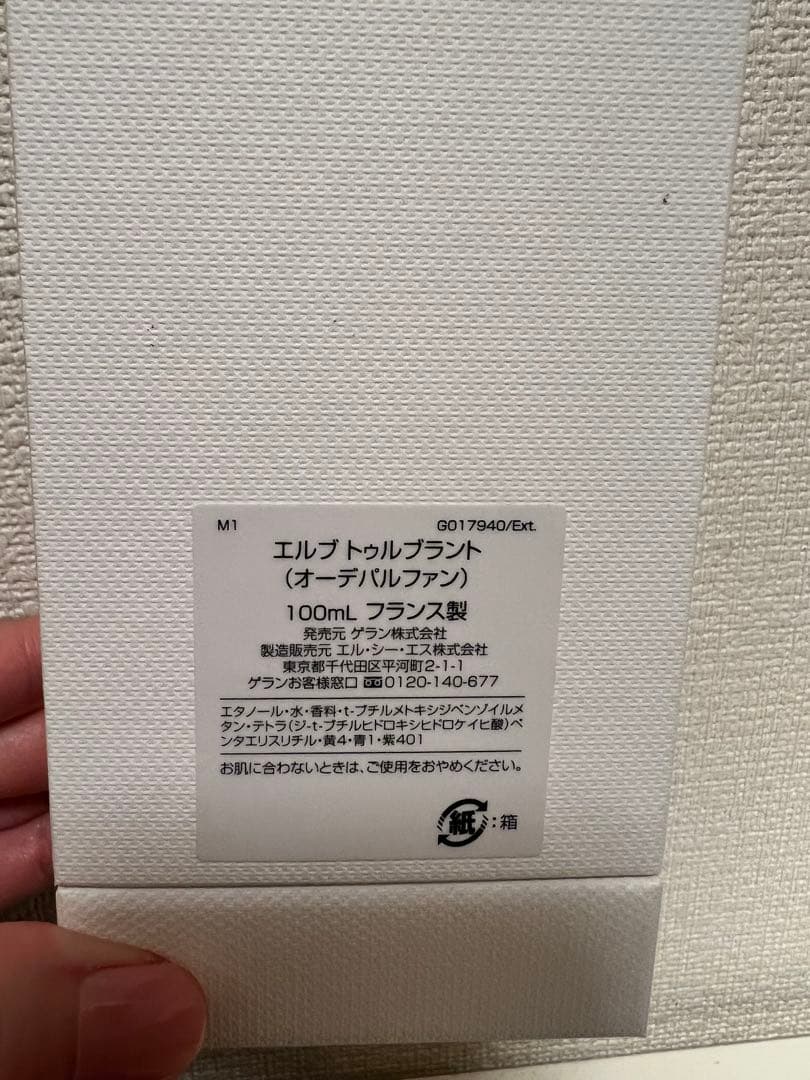 M1 G017940/Ext.
エルブ トゥルブラント
(オーデパルファン)
100mL フランス製
発売元 ゲラン株式会社
製造販売元 エル・シー・エス株式会社
東京都千代田区平河町2-1-1
ゲランお客様窓口 0120-140-677
エタノール・水・香料・t-ブチルメトキシジベンゾイルメ
タン・テトラ(ジ-t-ブチルヒドロキシヒドロケイヒ酸)ペ
ンタエリスリチル・黄4・青1・紫401
お肌に合わないときは、ご使用をおやめください。
紙:箱